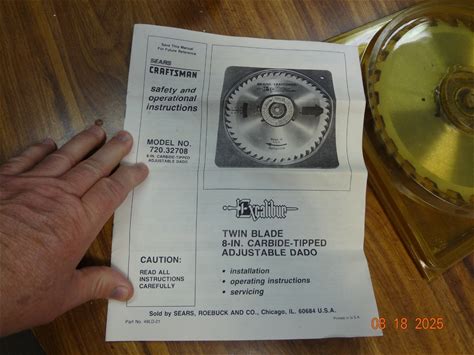 Save This Manual
For Future Reference
SEARS
CRAFTSMAN
safety and
operational
instructions
MODEL NO.
720.32708
8-IN. CARBIDE-TIPPED
ADJUSTABLE DADO
CAUTION:
READ ALL
INSTRUCTIONS
CAREFULLY
Excalibur
TWIN BLADE
8-IN. CARBIDE-TIPPED
ADJUSTABLE DADO
• installation
• operating instructions
• servicing
Sold by SEARS, ROEBUCK AND CO., Chicago, IL. 60684 U.S.A.
Printed in U.S.A.
08 18 2025